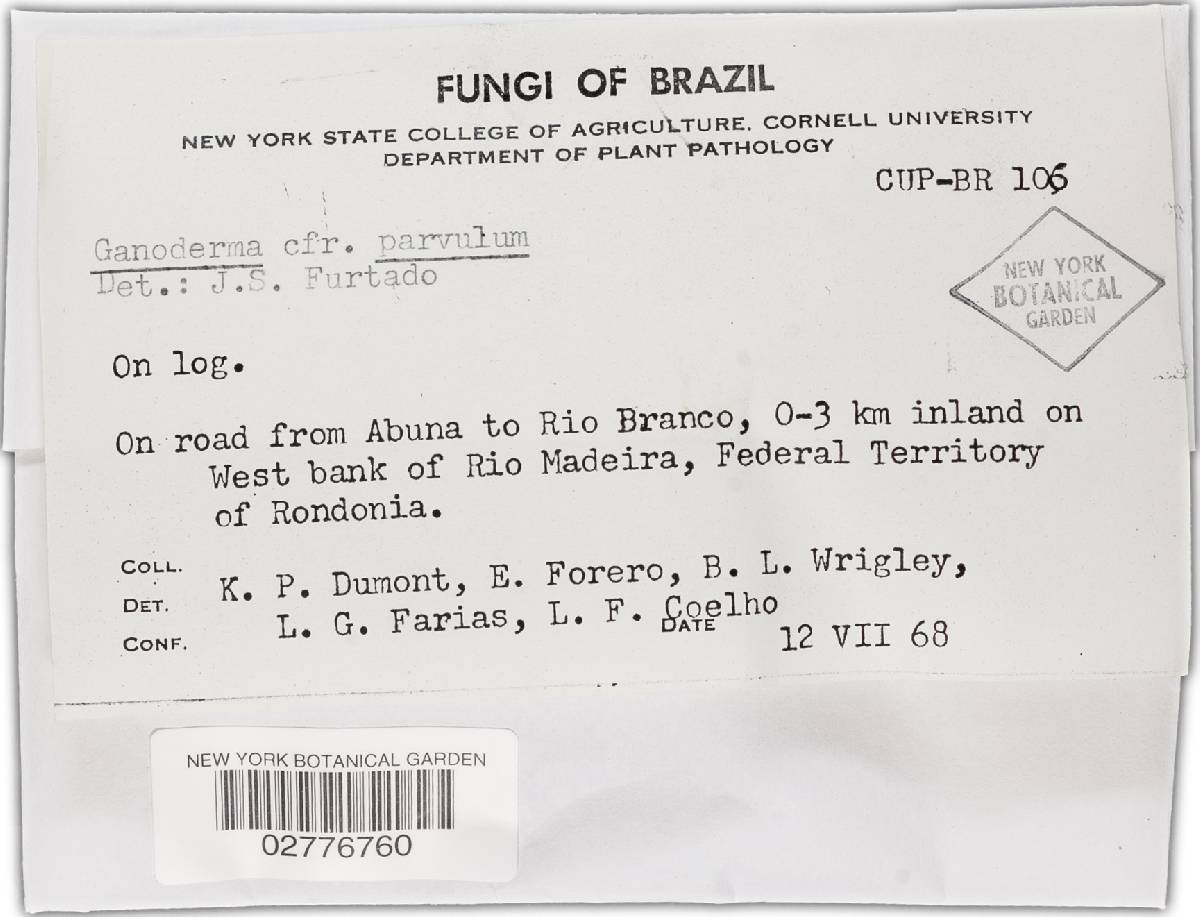 FUNGI OF BRAZIL
NEW YORK STATE COLLEGE OF AGRICULTURE, CORNELL UNIVERSITY
DEPARTMENT OF PLANT PATHOLOGY
CUP-BR 106
Ganoderma cfr. parvulum
Det.: J.S. Furtado
NEW YORK
BOTANICAL
GARDEN
On log.
On road from Abuna to Rio Branco, 0-3 km inland on
West bank of Rio Madeira, Federal Territory
of Rondonia.
COLL.
DET.
CONF.
K. P. Dumont, E. Forero, B. L. Wrigley,
L. G. Farias, L. F. Coelho
DATE
12 VII 68
NEW YORK BOTANICAL GARDEN
02776760